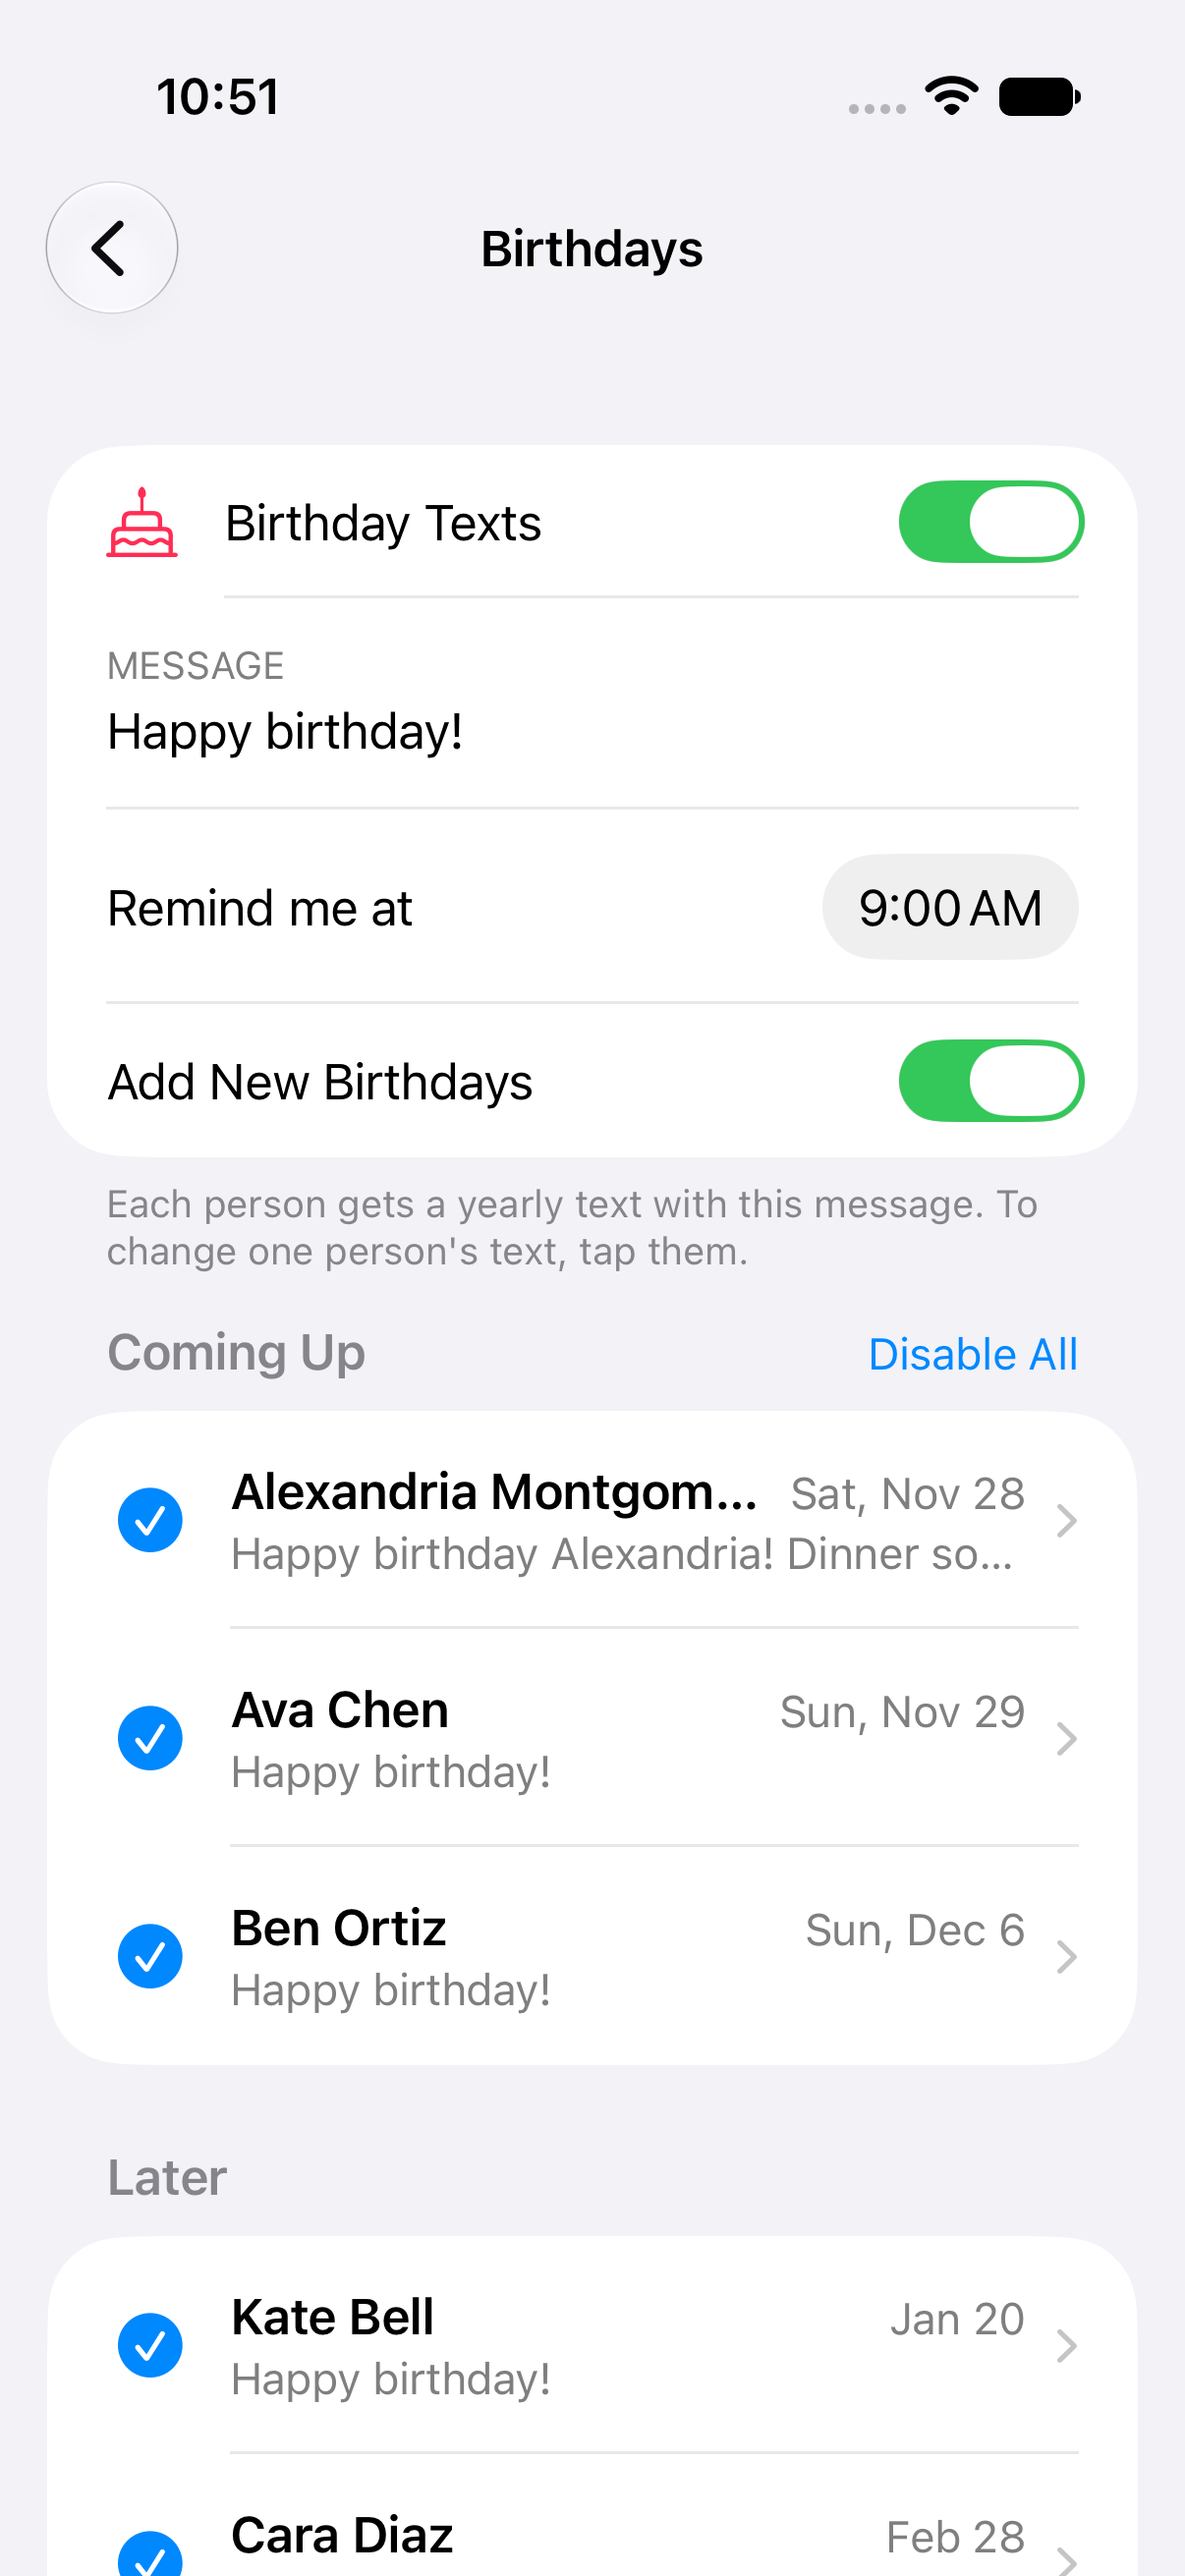 10:51
Birthdays
Birthday Texts
MESSAGE
Happy birthday!
Remind me at 9:00 AM
Add New Birthdays
Each person gets a yearly text with this message. To
change one person's text, tap them.
Coming Up Disable All
Alexandria Montgom... Sat, Nov 28
Happy birthday Alexandria! Dinner so...
Ava Chen Sun, Nov 29
Happy birthday!
Ben Ortiz Sun, Dec 6
Happy birthday!
Later
Kate Bell Jan 20
Happy birthday!
Cara Diaz Feb 28